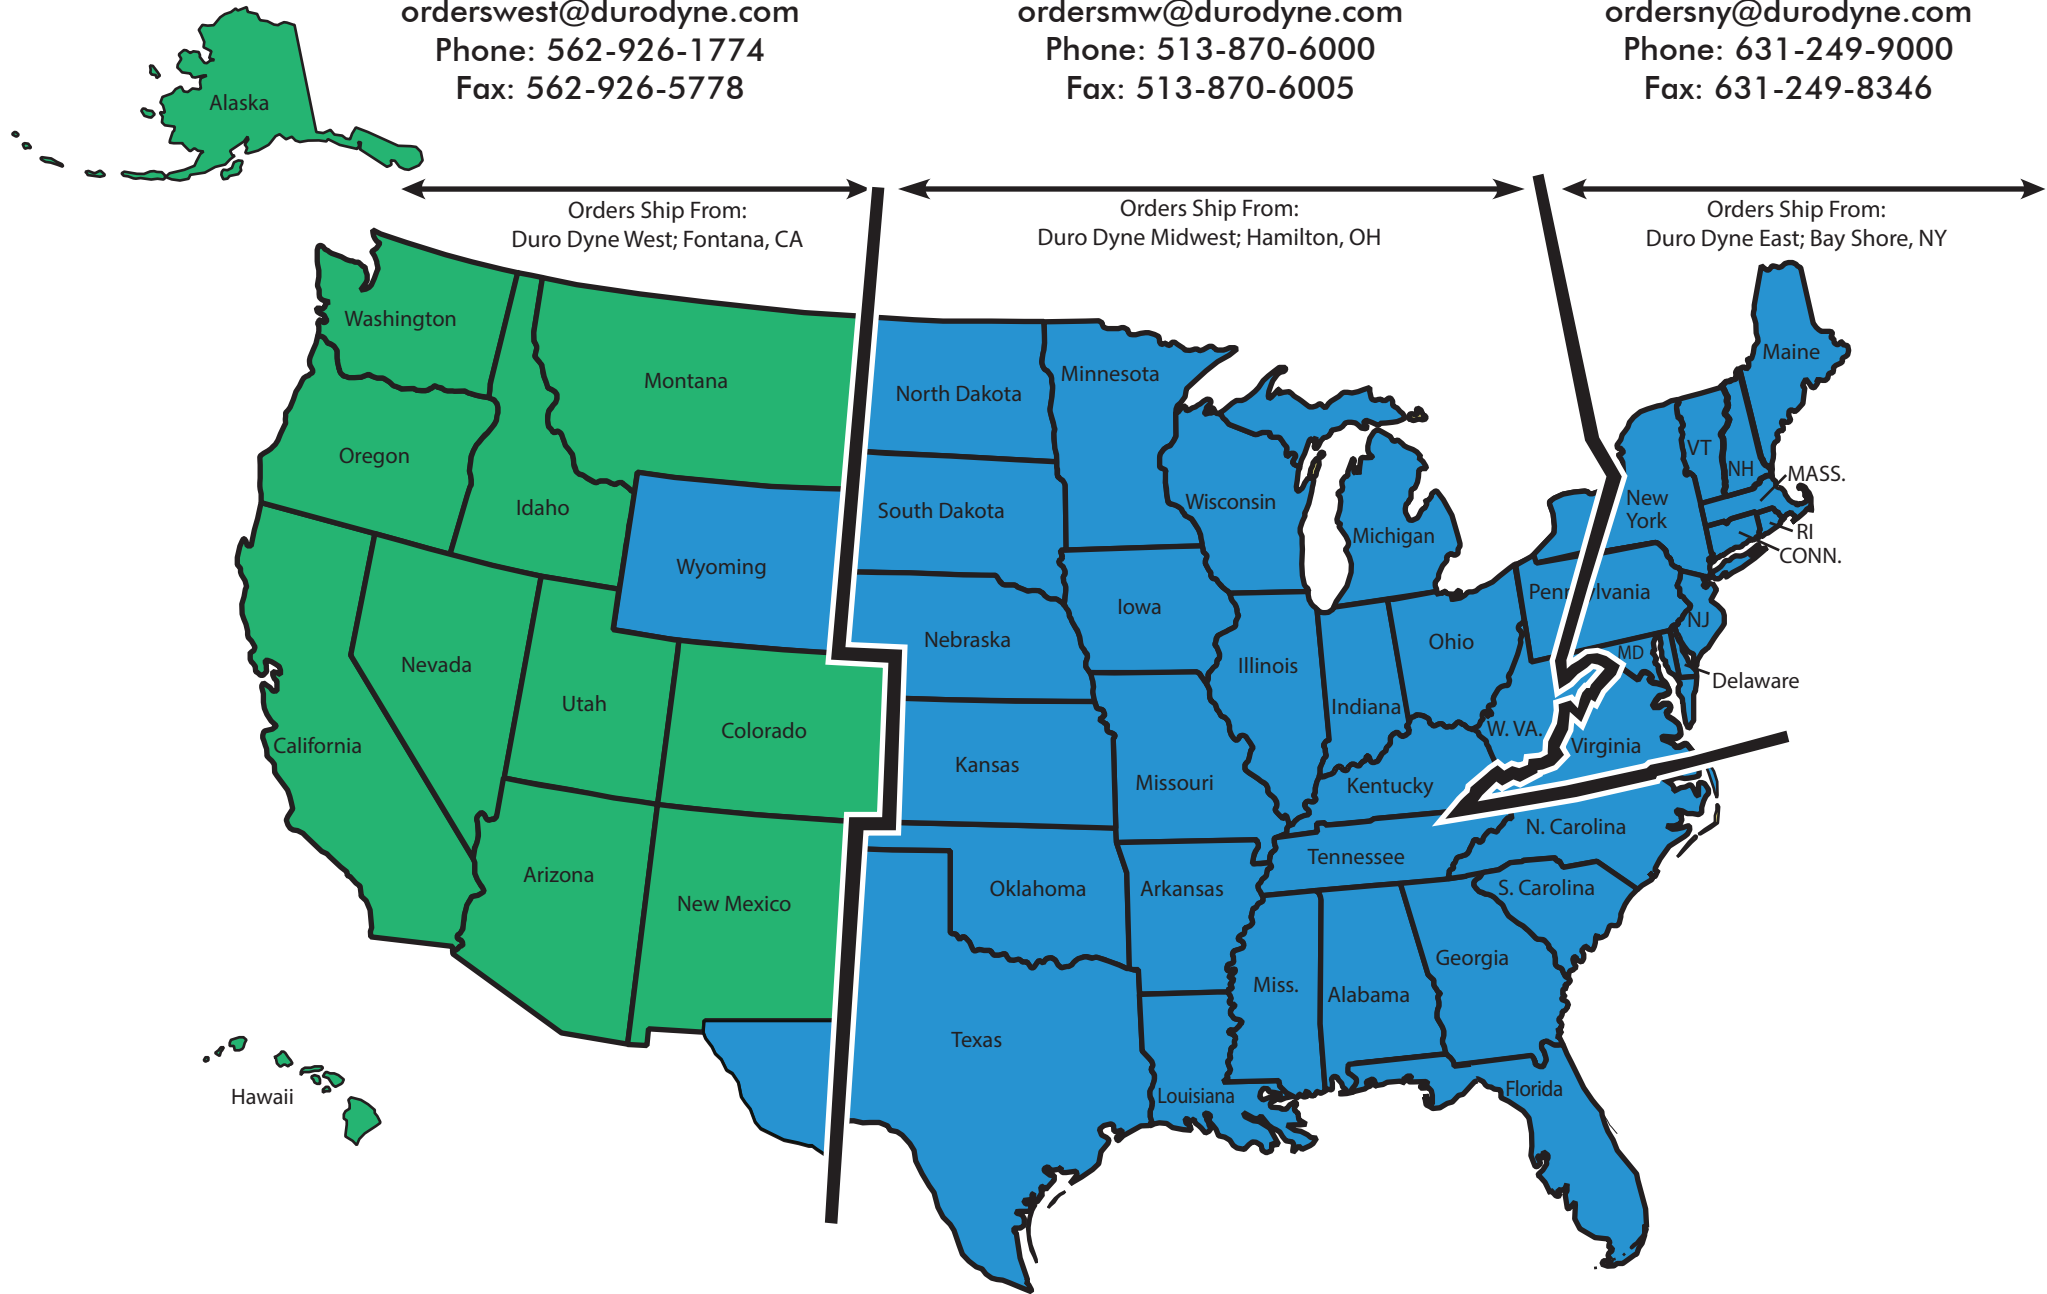 orderswest@durodyne.com
Phone: 562-926-1774
Fax: 562-926-5778
ordersmw@durodyne.com
Phone: 513-870-6000
Fax: 513-870-6005
ordersny@durodyne.com
Phone: 631-249-9000
Fax: 631-249-8346
Orders Ship From:
Duro Dyne West; Fontana, CA
Orders Ship From:
Duro Dyne Midwest; Hamilton, OH
Orders Ship From:
Duro Dyne East; Bay Shore, NY
Alaska
Washington
Oregon
Idaho
Montana
Wyoming
Nevada
Utah
Colorado
California
Arizona
New Mexico
Hawaii
North Dakota
South Dakota
Nebraska
Kansas
Oklahoma
Texas
Minnesota
Iowa
Missouri
Arkansas
Louisiana
Wisconsin
Illinois
Michigan
Indiana
Ohio
Kentucky
Tennessee
Miss.
Alabama
Georgia
Florida
S. Carolina
N. Carolina
W. VA.
Virginia
MD
Delaware
NJ
Pennsylvania
New
York
VT
NH
Maine
MASS.
RI
CONN.